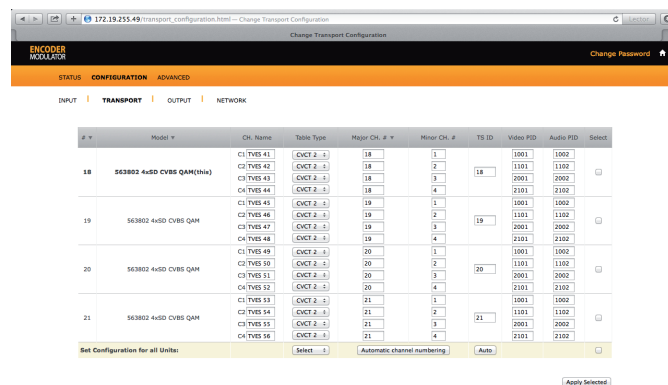 172.19.255.49/transport_configuration.html — Change Transport Configuration
Lector
Change Transport Configuration
ENCODER
MODULATOR
Change Password
STATUS CONFIGURATION ADVANCED
INPUT TRANSPORT OUTPUT NETWORK
# Model CH. Name Table Type Major CH. # Minor CH. # TS ID Video PID Audio PID Select
18 563802 4xSD CVBS QAM(this) 18
C1 TVES 41 CVCT 2 18 1 1001 1002
C2 TVES 42 CVCT 2 18 2 1101 1102
C3 TVES 43 CVCT 2 18 3 2001 2002
C4 TVES 44 CVCT 2 18 4 2101 2102
19 563802 4xSD CVBS QAM 19
C1 TVES 45 CVCT 2 19 1 1001 1002
C2 TVES 46 CVCT 2 19 2 1101 1102
C3 TVES 47 CVCT 2 19 3 2001 2002
C4 TVES 48 CVCT 2 19 4 2101 2102
20 563802 4xSD CVBS QAM 20
C1 TVES 49 CVCT 2 20 1 1001 1002
C2 TVES 50 CVCT 2 20 2 1101 1102
C3 TVES 51 CVCT 2 20 3 2001 2002
C4 TVES 52 CVCT 2 20 4 2101 2102
21 563802 4xSD CVBS QAM 21
C1 TVES 53 CVCT 2 21 1 1001 1002
C2 TVES 54 CVCT 2 21 2 1101 1102
C3 TVES 55 CVCT 2 21 3 2001 2002
C4 TVES 56 CVCT 2 21 4 2101 2102
Set Configuration for all Units: Select Automatic channel numbering Auto
Apply Selected